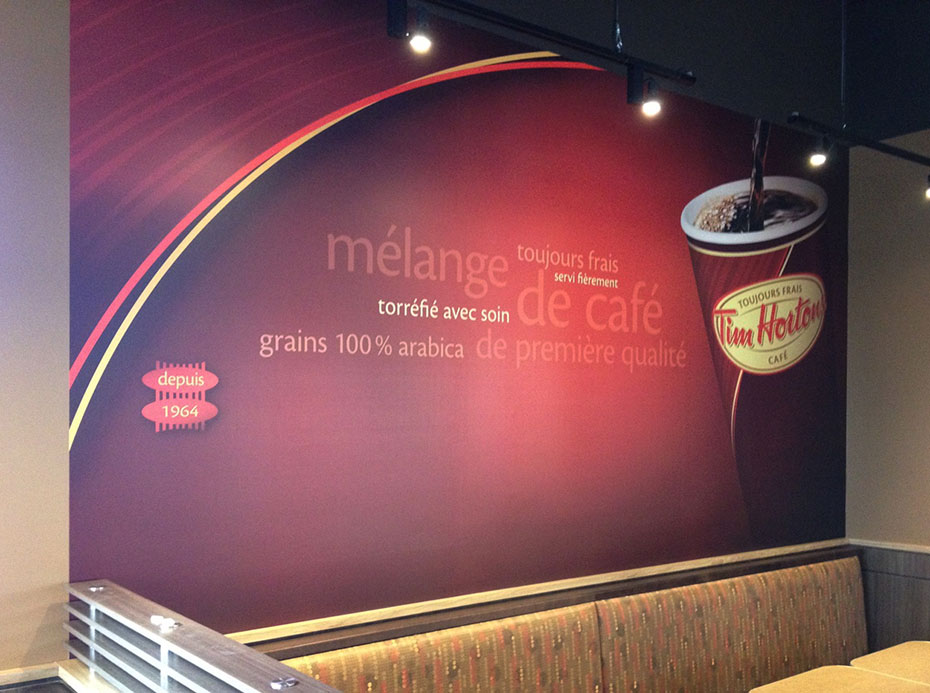 mélange
toujours frais
servi fièrement
torréfié avec soin
de café
grains 100% arabica
de première qualité
depuis
1964
TOUJOURS FRAIS
Tim Hortons
CAFÉ